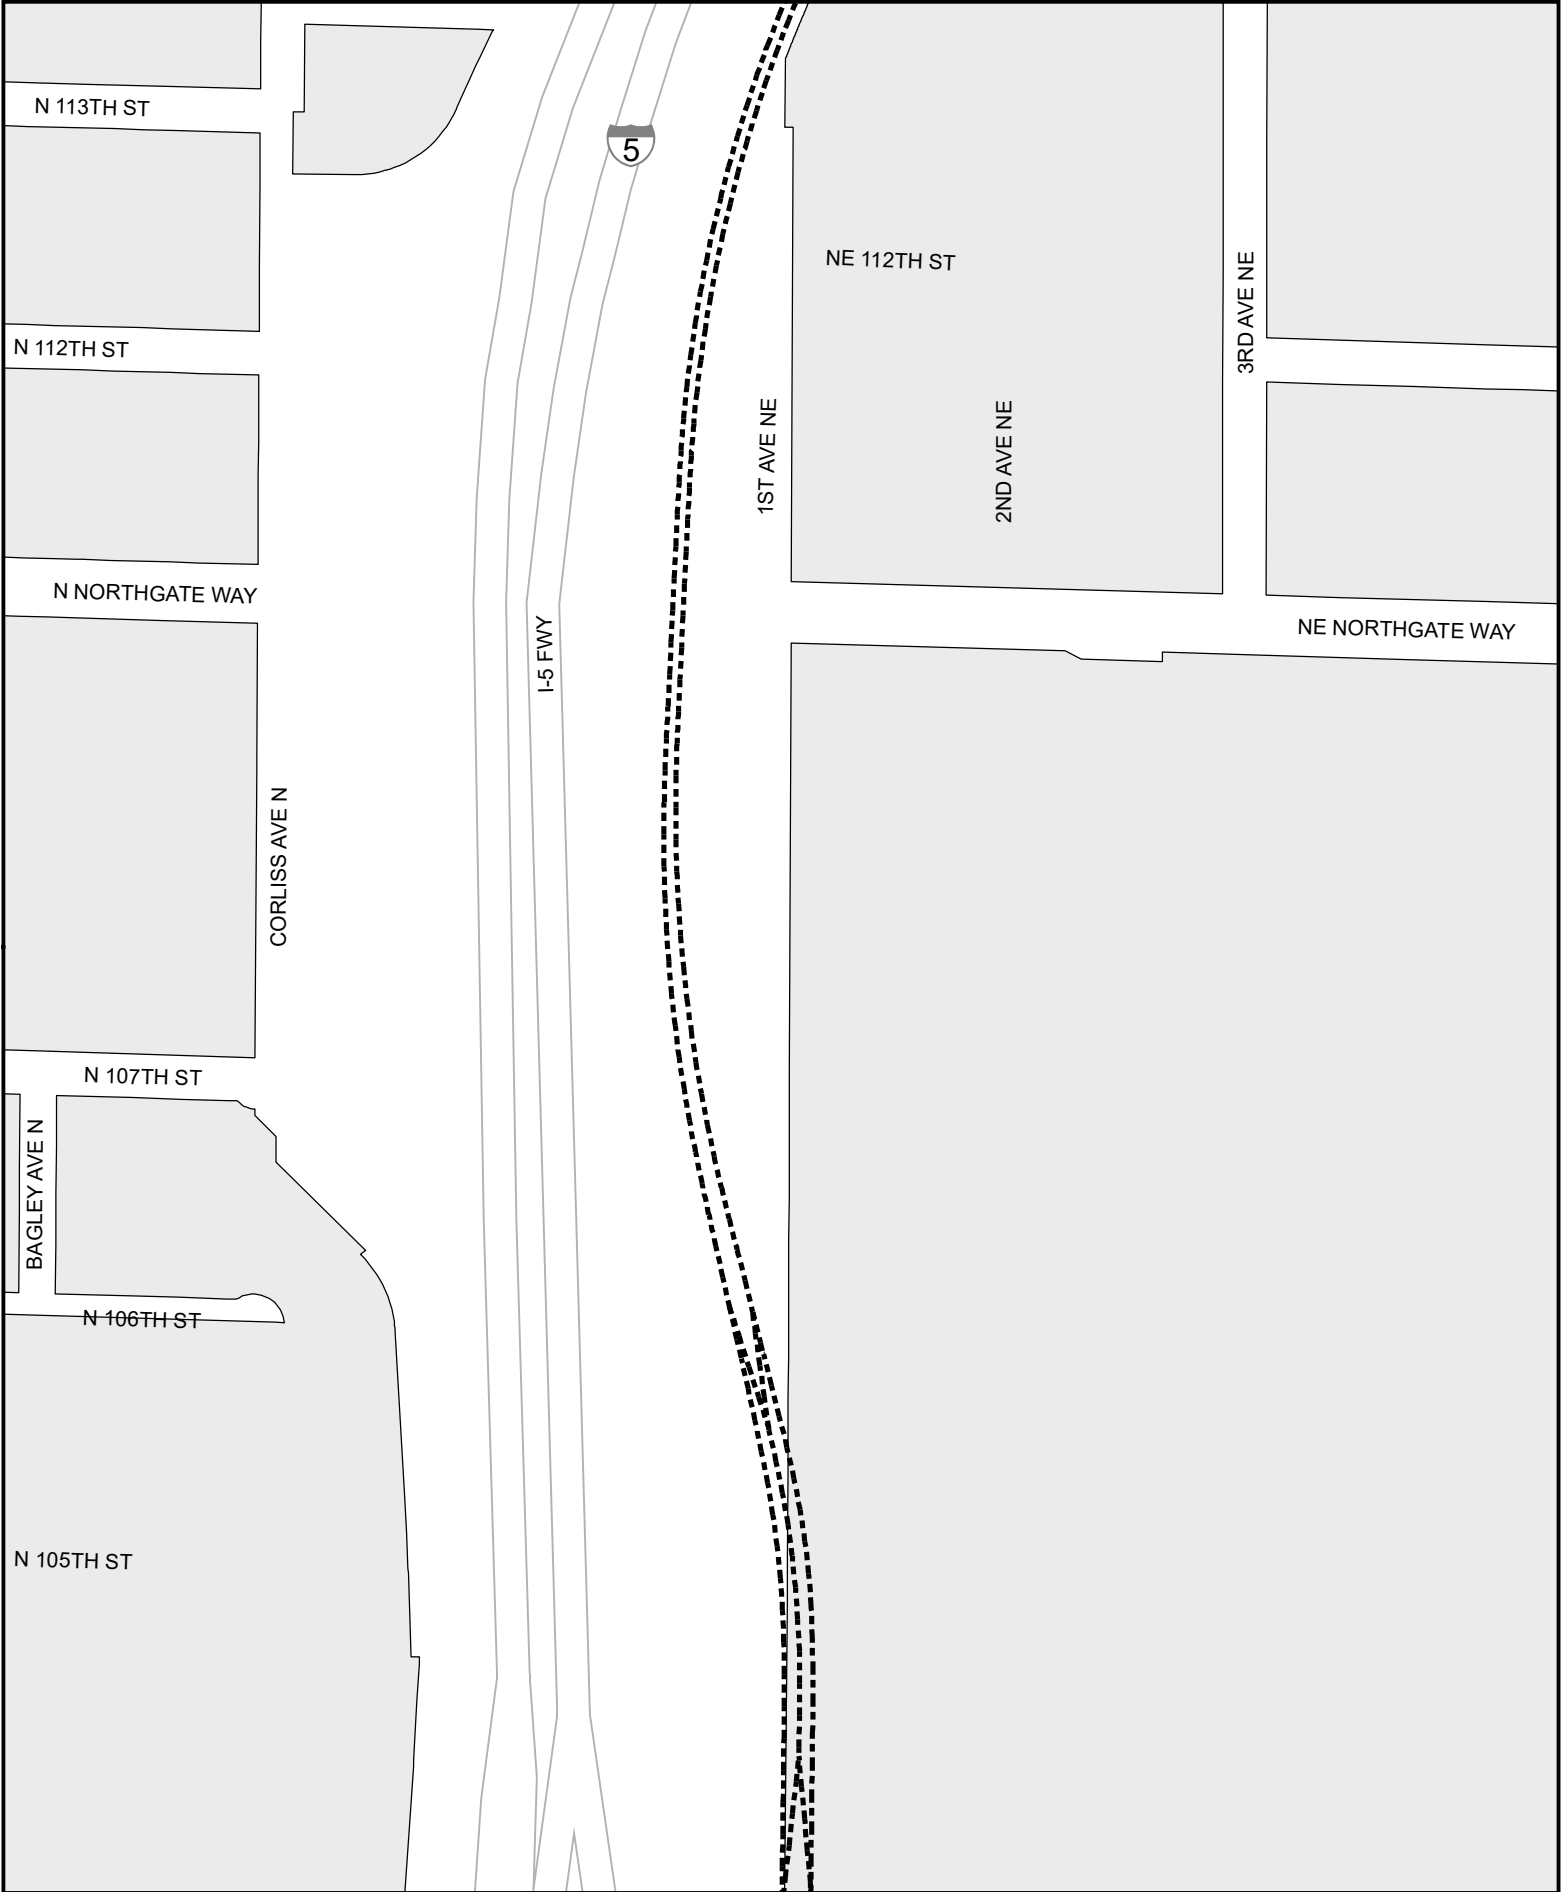 N 113TH ST
5
NE 112TH ST
3RD AVE NE
N 112TH ST
1ST AVE NE
2ND AVE NE
N NORTHGATE WAY
I-5 FWY
NE NORTHGATE WAY
CORLISS AVE N
N 107TH ST
BAGLEY AVE N
N 106TH ST
N 105TH ST